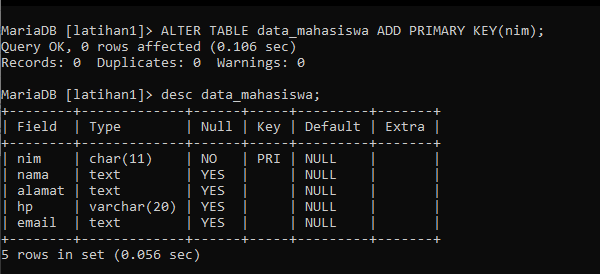 MariaDB [latihan1]> ALTER TABLE data_mahasiswa ADD PRIMARY KEY(nim);
Query OK, 0 rows affected (0.106 sec)
Records: 0  Duplicates: 0  Warnings: 0
MariaDB [latihan1]> desc data_mahasiswa;
+--------+-------------+------+-----+---------+-------+
| Field  | Type        | Null | Key | Default | Extra |
+--------+-------------+------+-----+---------+-------+
| nim    | char(11)    | NO   | PRI | NULL    |       |
| nama   | text        | YES  |     | NULL    |       |
| alamat | text        | YES  |     | NULL    |       |
| hp     | varchar(20) | YES  |     | NULL    |       |
| email  | text        | YES  |     | NULL    |       |
+--------+-------------+------+-----+---------+-------+
5 rows in set (0.056 sec)